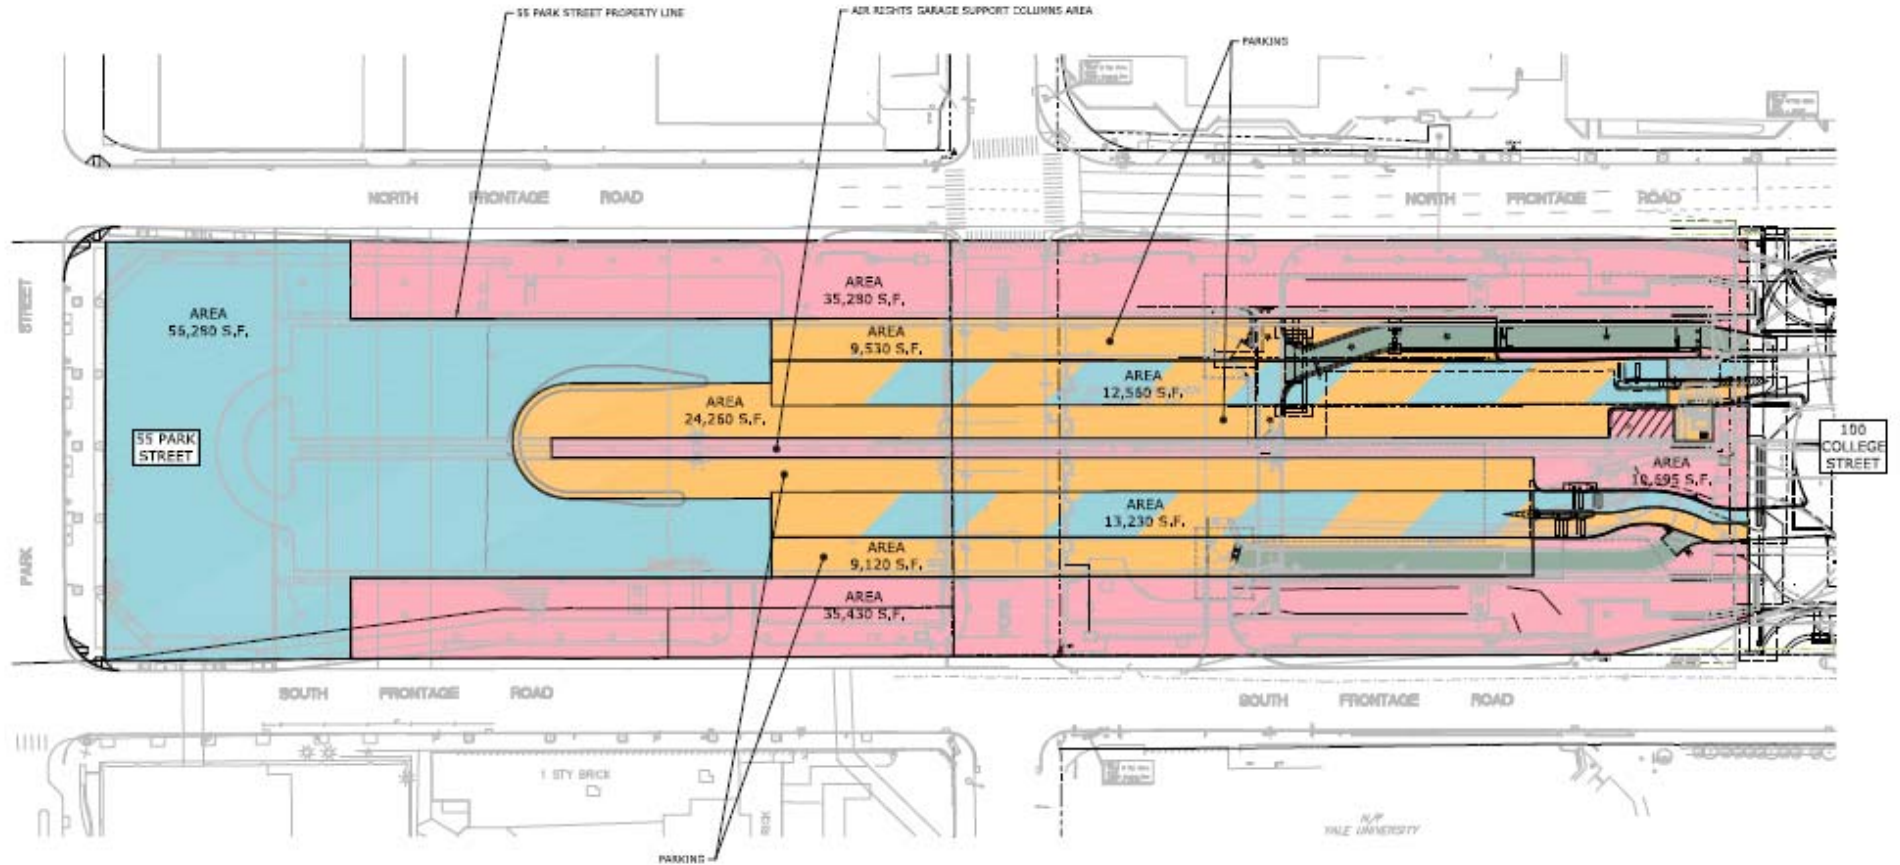 55 PARK STREET PROPERTY LINE
AIR RIGHTS GARAGE SUPPORT COLUMNS AREA
PARKING
NORTH FRONTAGE ROAD
NORTH FRONTAGE ROAD
STREET
AREA
56,280 S.F.
AREA
35,280 S.F.
AREA
9,530 S.F.
AREA
12,560 S.F.
AREA
24,260 S.F.
55 PARK
STREET
100
COLLEGE
STREET
AREA
10,695 S.F.
AREA
13,230 S.F.
AREA
9,120 S.F.
PARK
AREA
35,430 S.F.
SOUTH FRONTAGE ROAD
SOUTH FRONTAGE ROAD
1 STY BRICK
N/F
YALE UNIVERSITY
PARKING